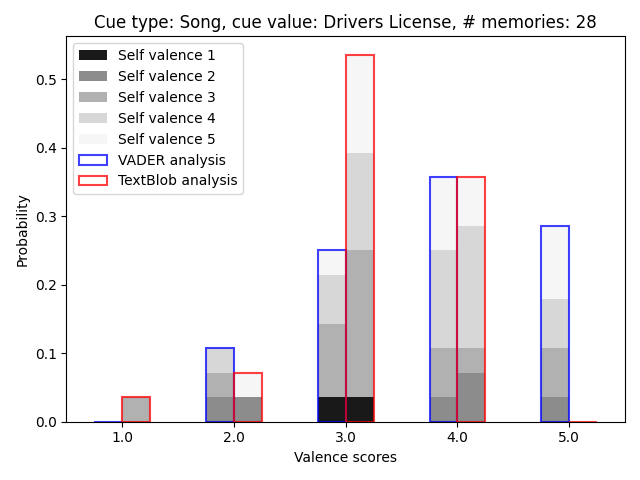 Cue type: Song, cue value: Drivers License, # memories: 28
Self valence 1
Self valence 2
Self valence 3
Self valence 4
Self valence 5
VADER analysis
TextBlob analysis
Probability
0.5
0.4
0.3
0.2
0.1
0.0
1.0 2.0 3.0 4.0 5.0
Valence scores